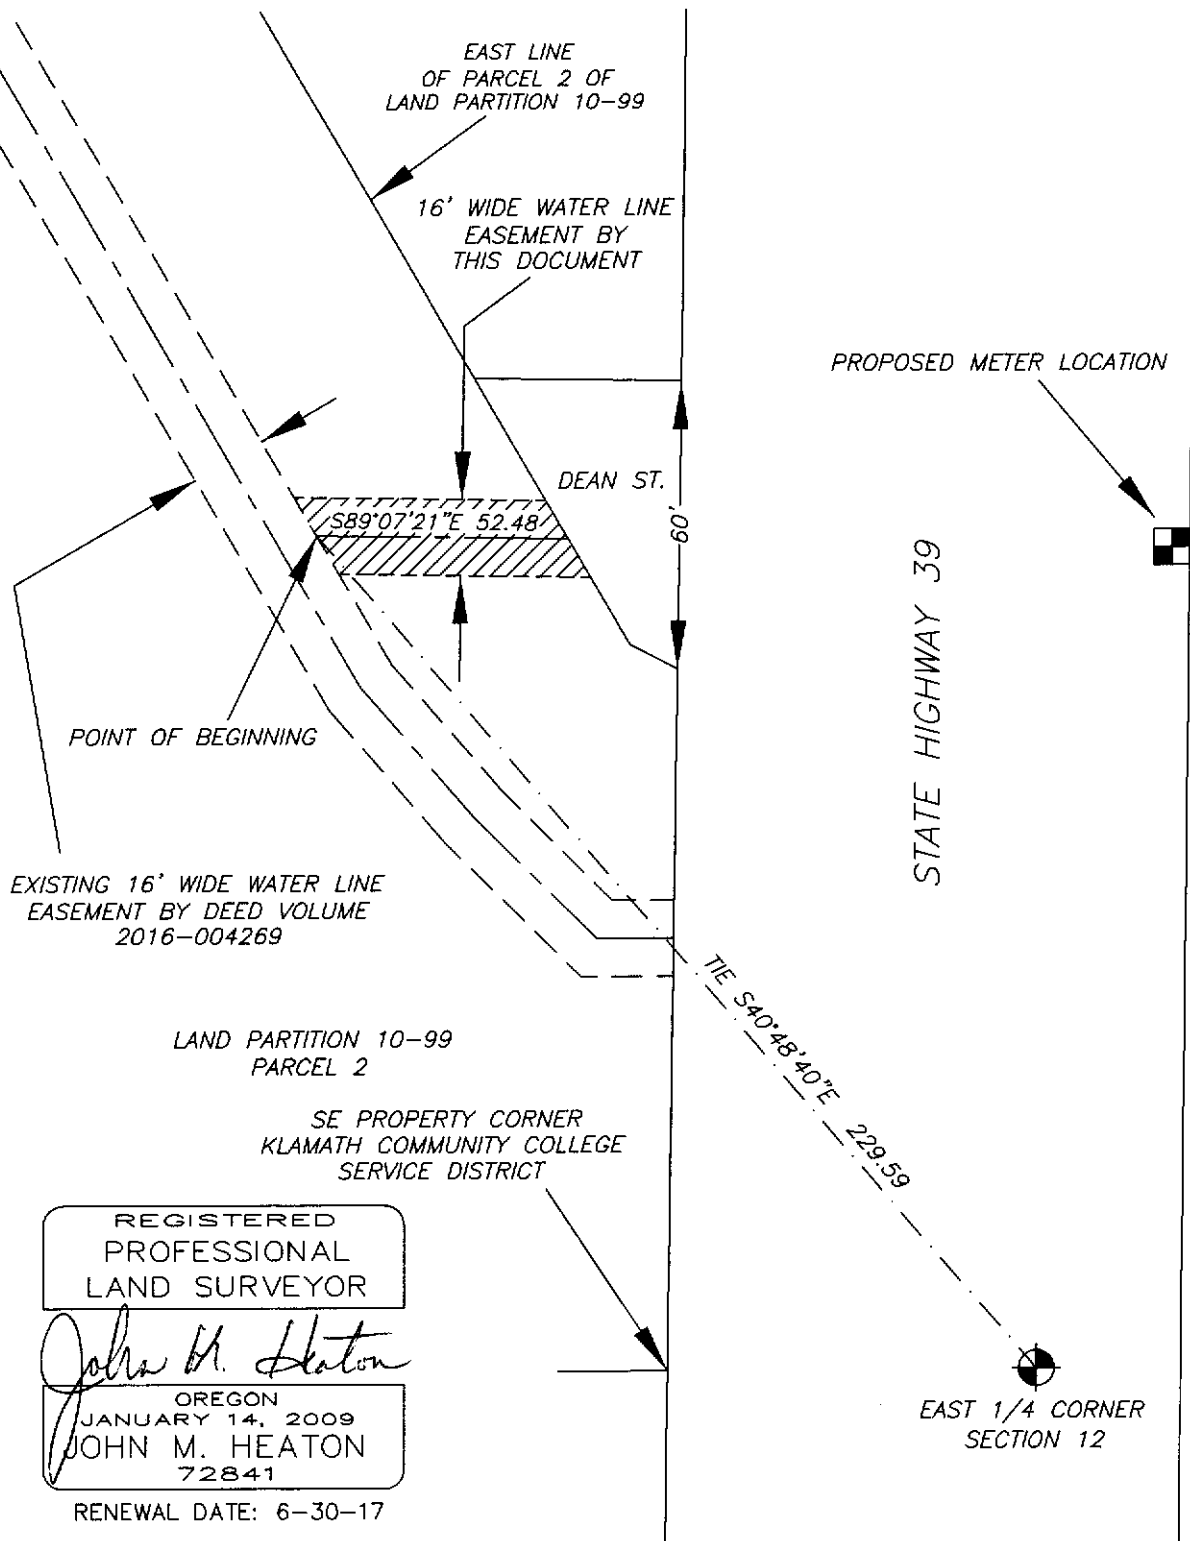 EAST LINE
OF PARCEL 2 OF
LAND PARTITION 10-99
16' WIDE WATER LINE
EASEMENT BY
THIS DOCUMENT
PROPOSED METER LOCATION
DEAN ST.
60'
S89°07'21"E 52.48
STATE HIGHWAY 39
POINT OF BEGINNING
EXISTING 16' WIDE WATER LINE
EASEMENT BY DEED VOLUME
2016-004269
TIE S40°48'40"E 229.59
LAND PARTITION 10-99
PARCEL 2
SE PROPERTY CORNER
KLAMATH COMMUNITY COLLEGE
SERVICE DISTRICT
REGISTERED
PROFESSIONAL
LAND SURVEYOR
John M. Heaton
OREGON
JANUARY 14, 2009
JOHN M. HEATON
72841
RENEWAL DATE: 6-30-17
EAST 1/4 CORNER
SECTION 12